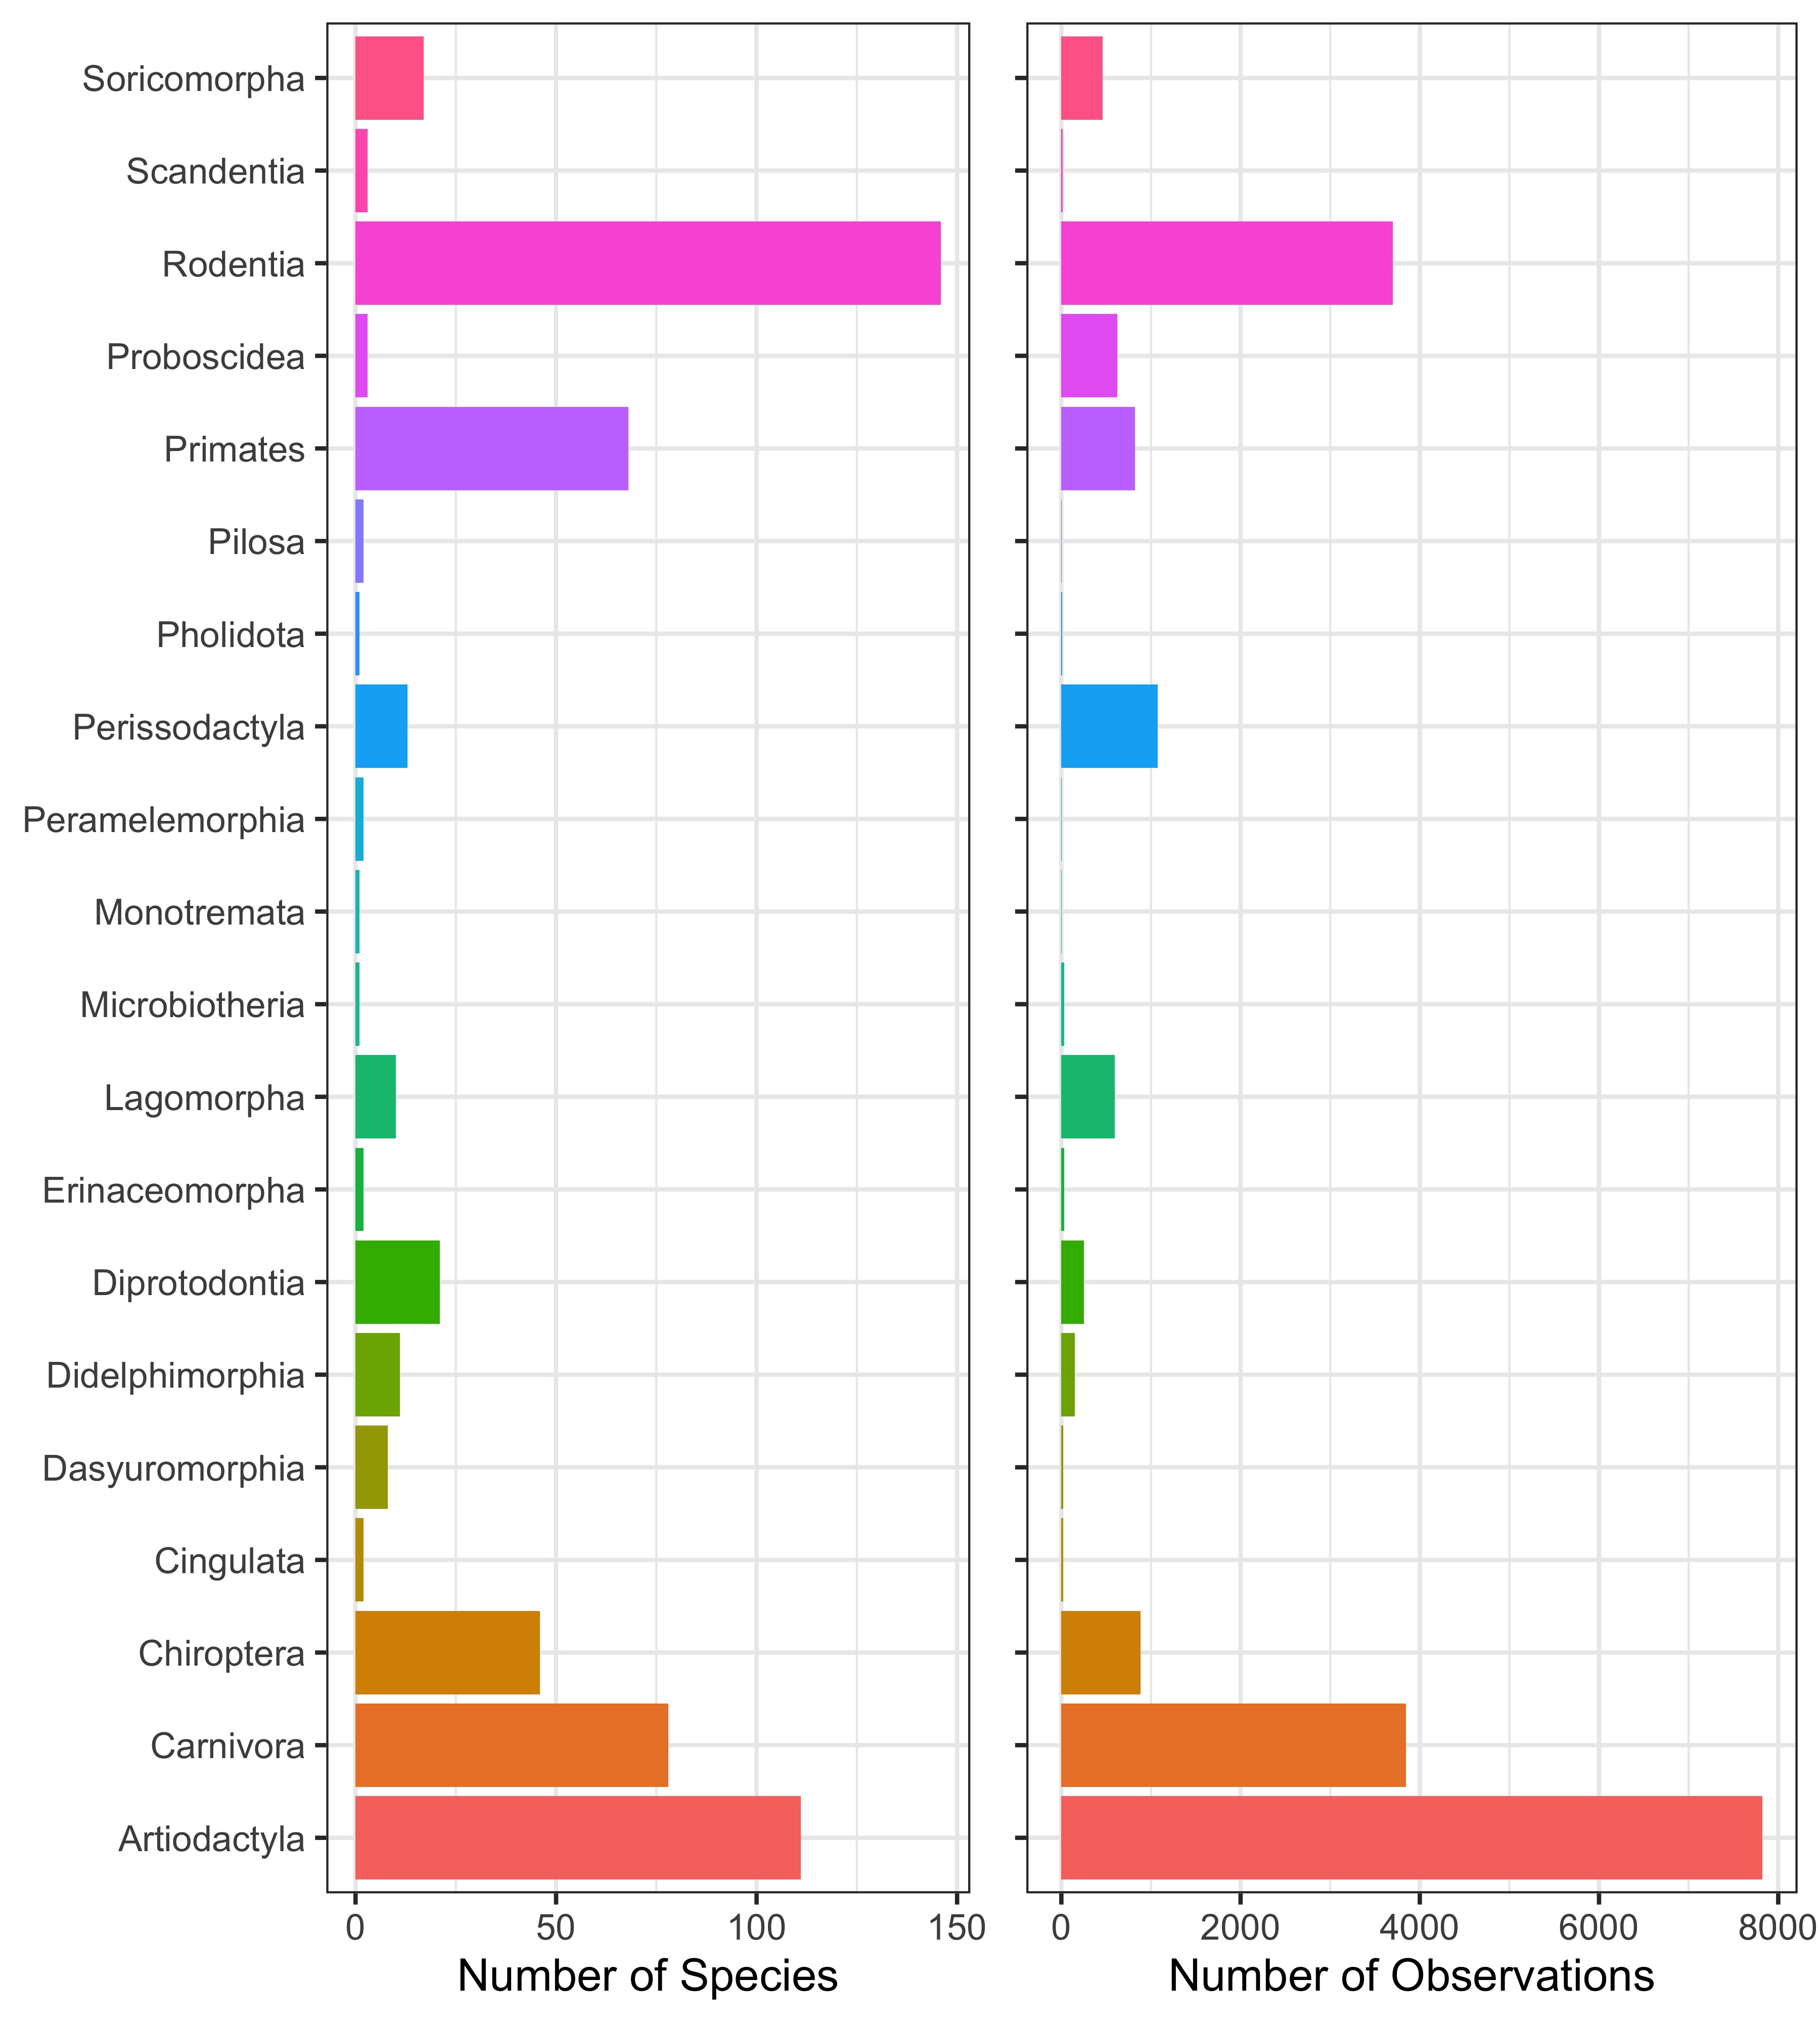 Soricomorpha
Scandentia
Rodentia
Proboscidea
Primates
Pilosa
Pholidota
Perissodactyla
Peramelemorphia
Monotremata
Microbiotheria
Lagomorpha
Erinaceomorpha
Diprotodontia
Didelphimorphia
Dasyuromorphia
Cingulata
Chiroptera
Carnivora
Artiodactyla
0 50 100 150
Number of Species
0 2000 4000 6000 8000
Number of Observations